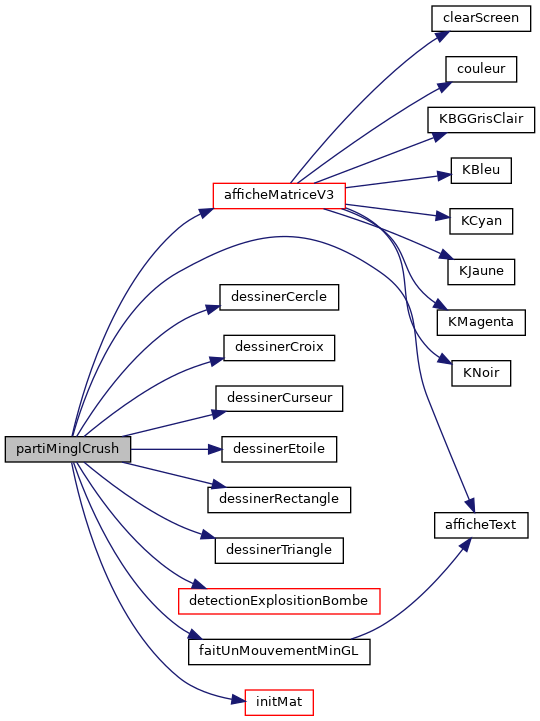 clearScreen
couleur
KBGGrisClair
KBleu
afficheMatriceV3
KCyan
KJaune
dessinerCercle
KMagenta
dessinerCroix
KNoir
dessinerCurseur
partiMinglCrush
dessinerEtoile
dessinerRectangle
afficheText
dessinerTriangle
detectionExplositionBombe
faitUnMouvementMinGL
initMat